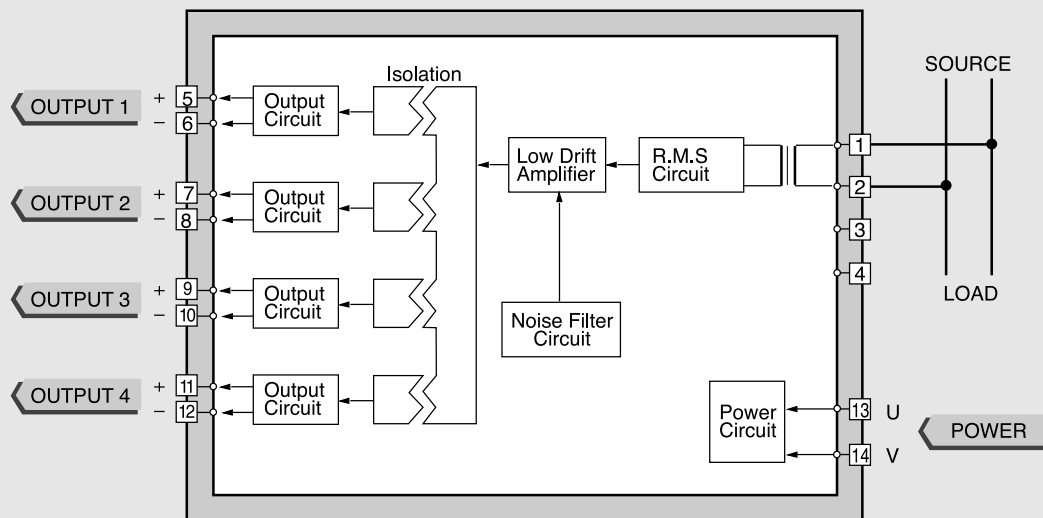 Isolation
SOURCE
OUTPUT 1
+ 5
− 6
Output
Circuit
Low Drift
Amplifier
R.M.S
Circuit
1
2
OUTPUT 2
+ 7
− 8
Output
Circuit
3
4
LOAD
OUTPUT 3
+ 9
− 10
Output
Circuit
Noise Filter
Circuit
OUTPUT 4
+ 11
− 12
Output
Circuit
Power
Circuit
13 U
14 V
POWER